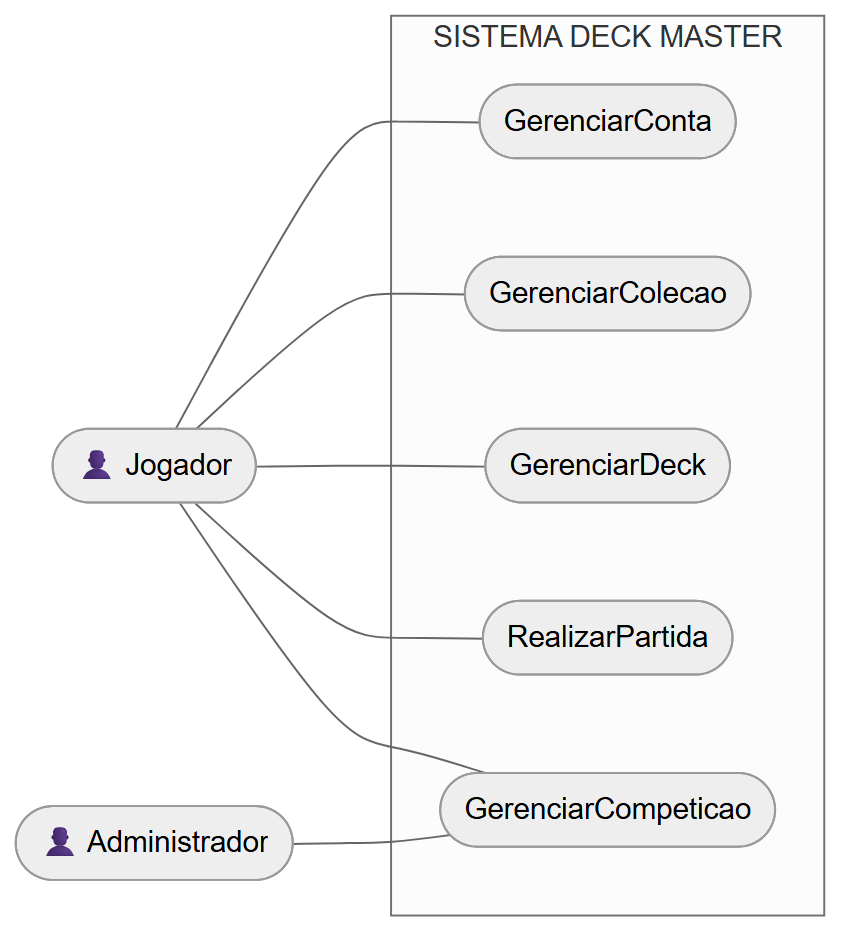 SISTEMA DECK MASTER
GerenciarConta
GerenciarColecao
Jogador
GerenciarDeck
RealizarPartida
GerenciarCompeticao
Administrador